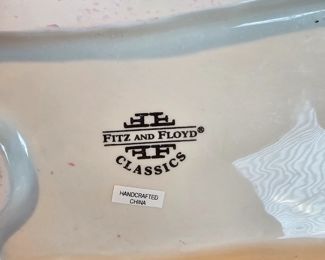 FITZ AND FLOYD®
CLASSICS
HANDCRAFTED
CHINA